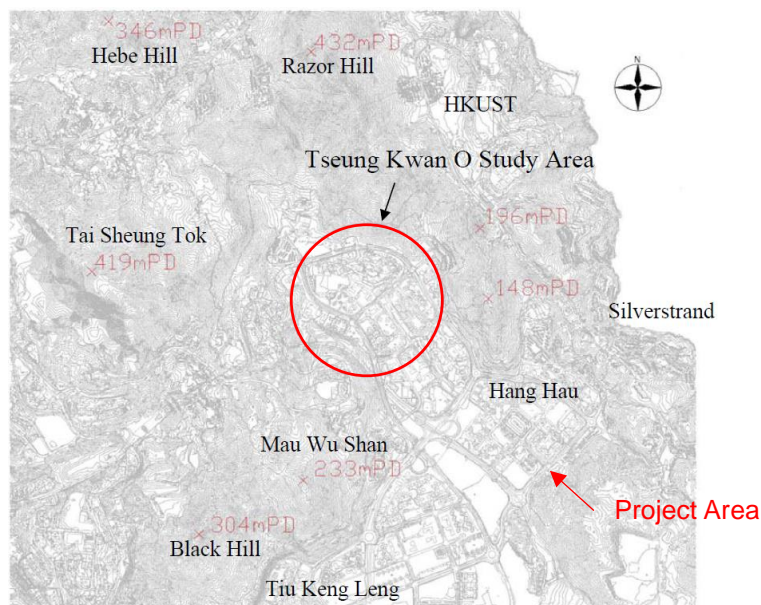 346mPD
Hebe Hill
432mPD
Razor Hill
N
HKUST
Tseung Kwan O Study Area
196mPD
Tai Sheung Tok
419mPD
148mPD
Silverstrand
Hang Hau
Mau Wu Shan
233mPD
Project Area
304mPD
Black Hill
Tiu Keng Leng